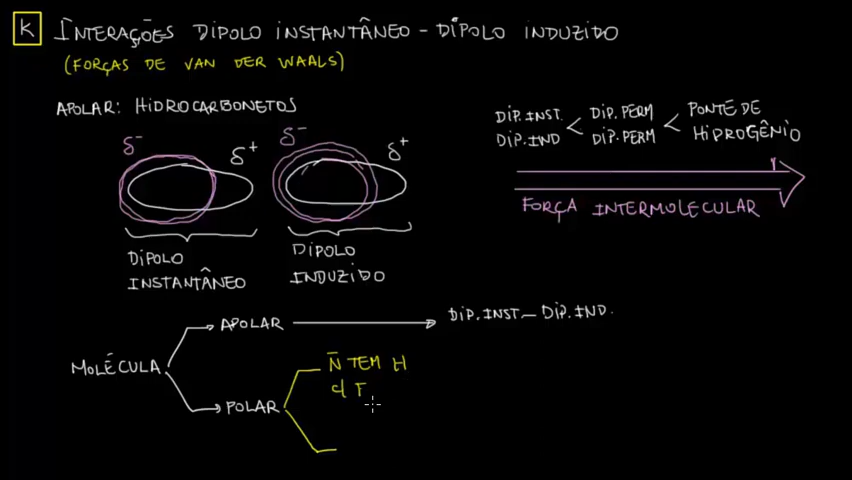 K INTERAÇÕES DIPOLO INSTANTÂNEO - DIPOLO INDUZIDO
(FORÇAS DE VAN DER WAALS)
APOLAR: HIDROCARBONETOS
δ- δ+ δ- δ+
DIPOLO
INSTANTÂNEO
DIPOLO
INDUZIDO
DIP.INST. DIP.PERM PONTE DE
DIP.IND < DIP.PERM < HIDROGÊNIO
FORÇA INTERMOLECULAR
MOLÉCULA
APOLAR
DIP.INST - DIP.IND.
POLAR
N̄ TEM H
c/ F